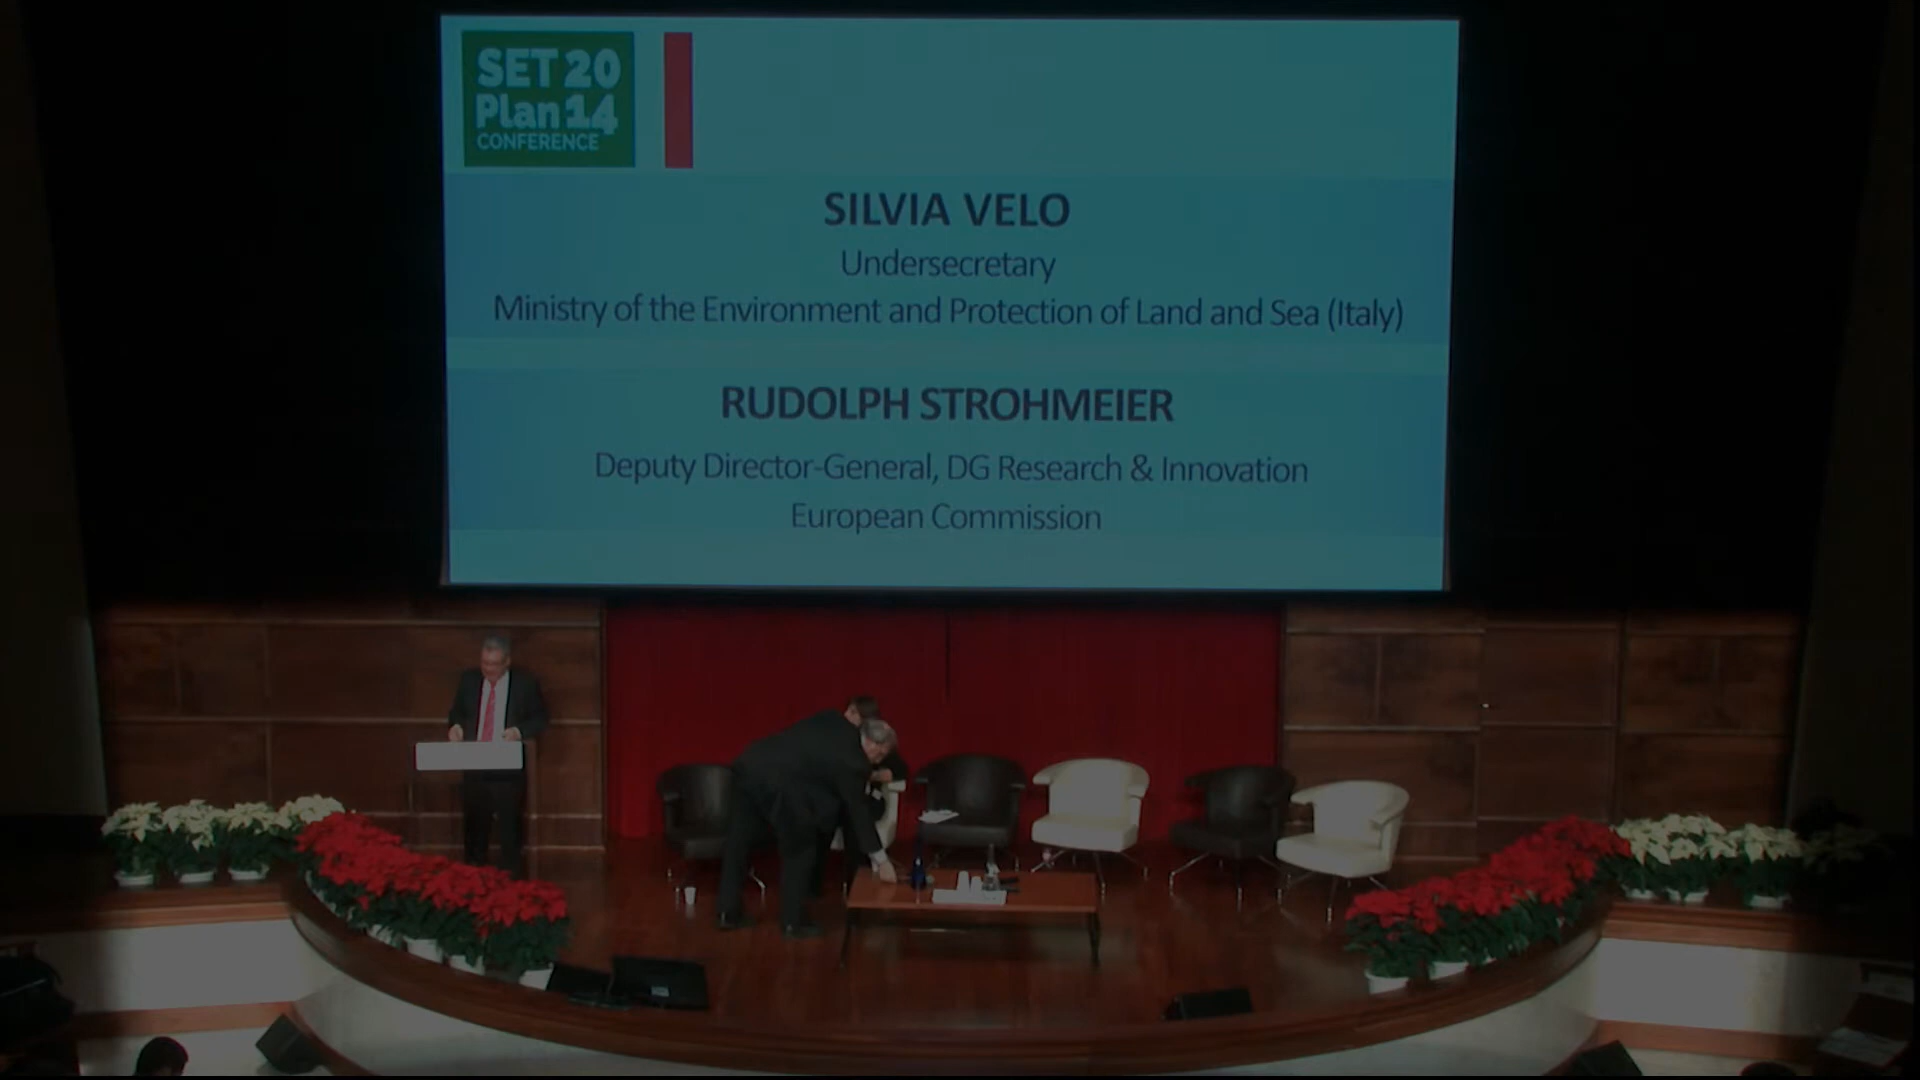 SET 20
Plan 14
CONFERENCE
SILVIA VELO
Undersecretary
Ministry of the Environment and Protection of Land and Sea (Italy)
RUDOLPH STROHMEIER
Deputy Director-General, DG Research & Innovation
European Commission